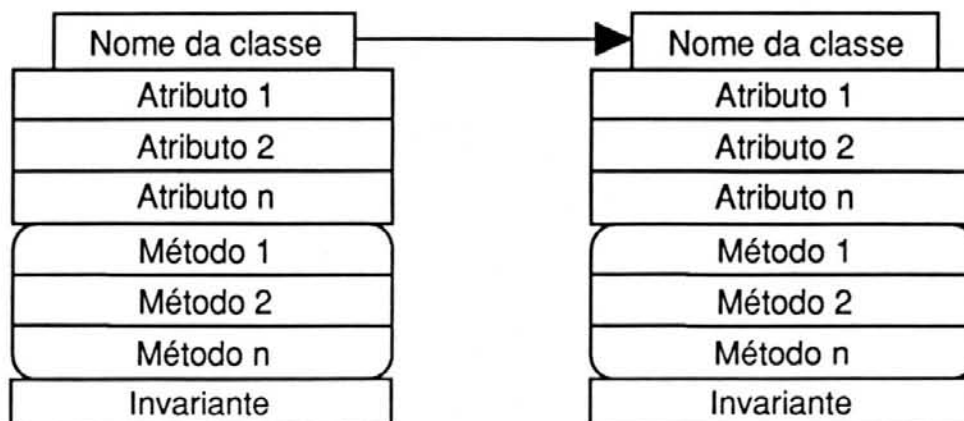 Nome da classe
Atributo 1
Atributo 2
Atributo n
Método 1
Método 2
Método n
Invariante
Nome da classe
Atributo 1
Atributo 2
Atributo n
Método 1
Método 2
Método n
Invariante